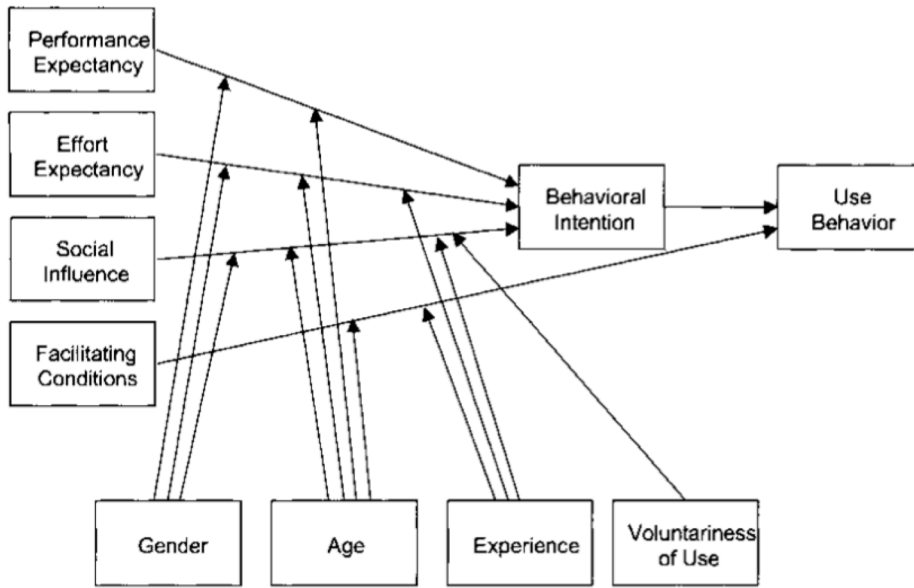 Performance
Expectancy
Effort
Expectancy
Social
Influence
Facilitating
Conditions
Behavioral
Intention
Use
Behavior
Gender
Age
Experience
Voluntariness
of Use